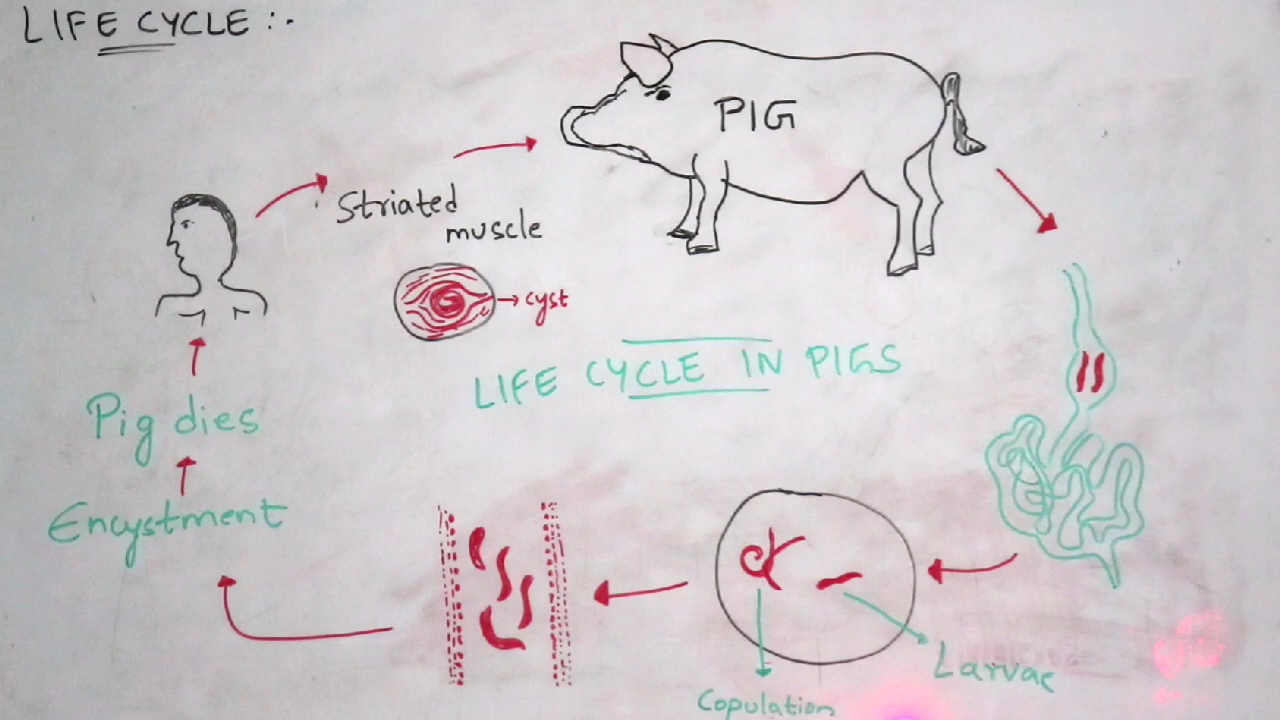 LIFE CYCLE :-
PIG
Striated
muscle
cyst
LIFE CYCLE IN PIGS
Pig dies
Encystment
Larvae
Copulation